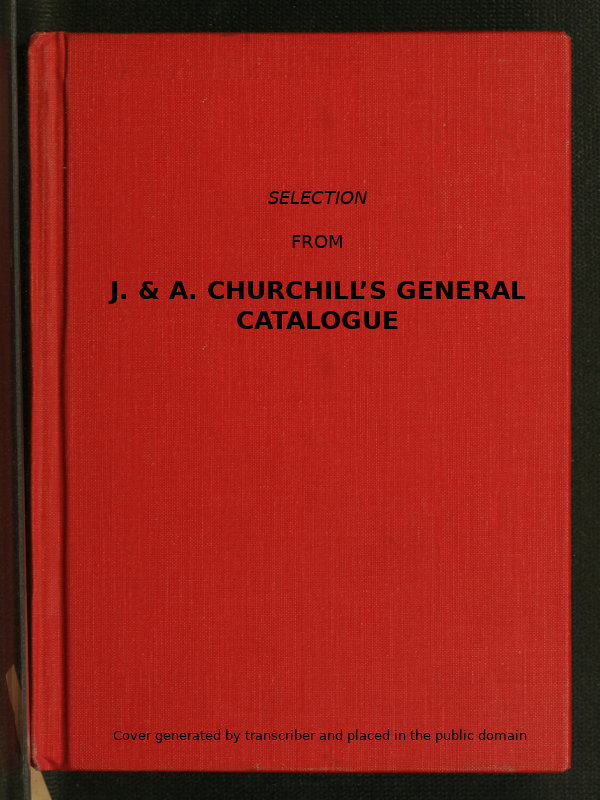 SELECTION
FROM
J. & A. CHURCHILL’S GENERAL
CATALOGUE
Cover generated by transcriber and placed in the public domain